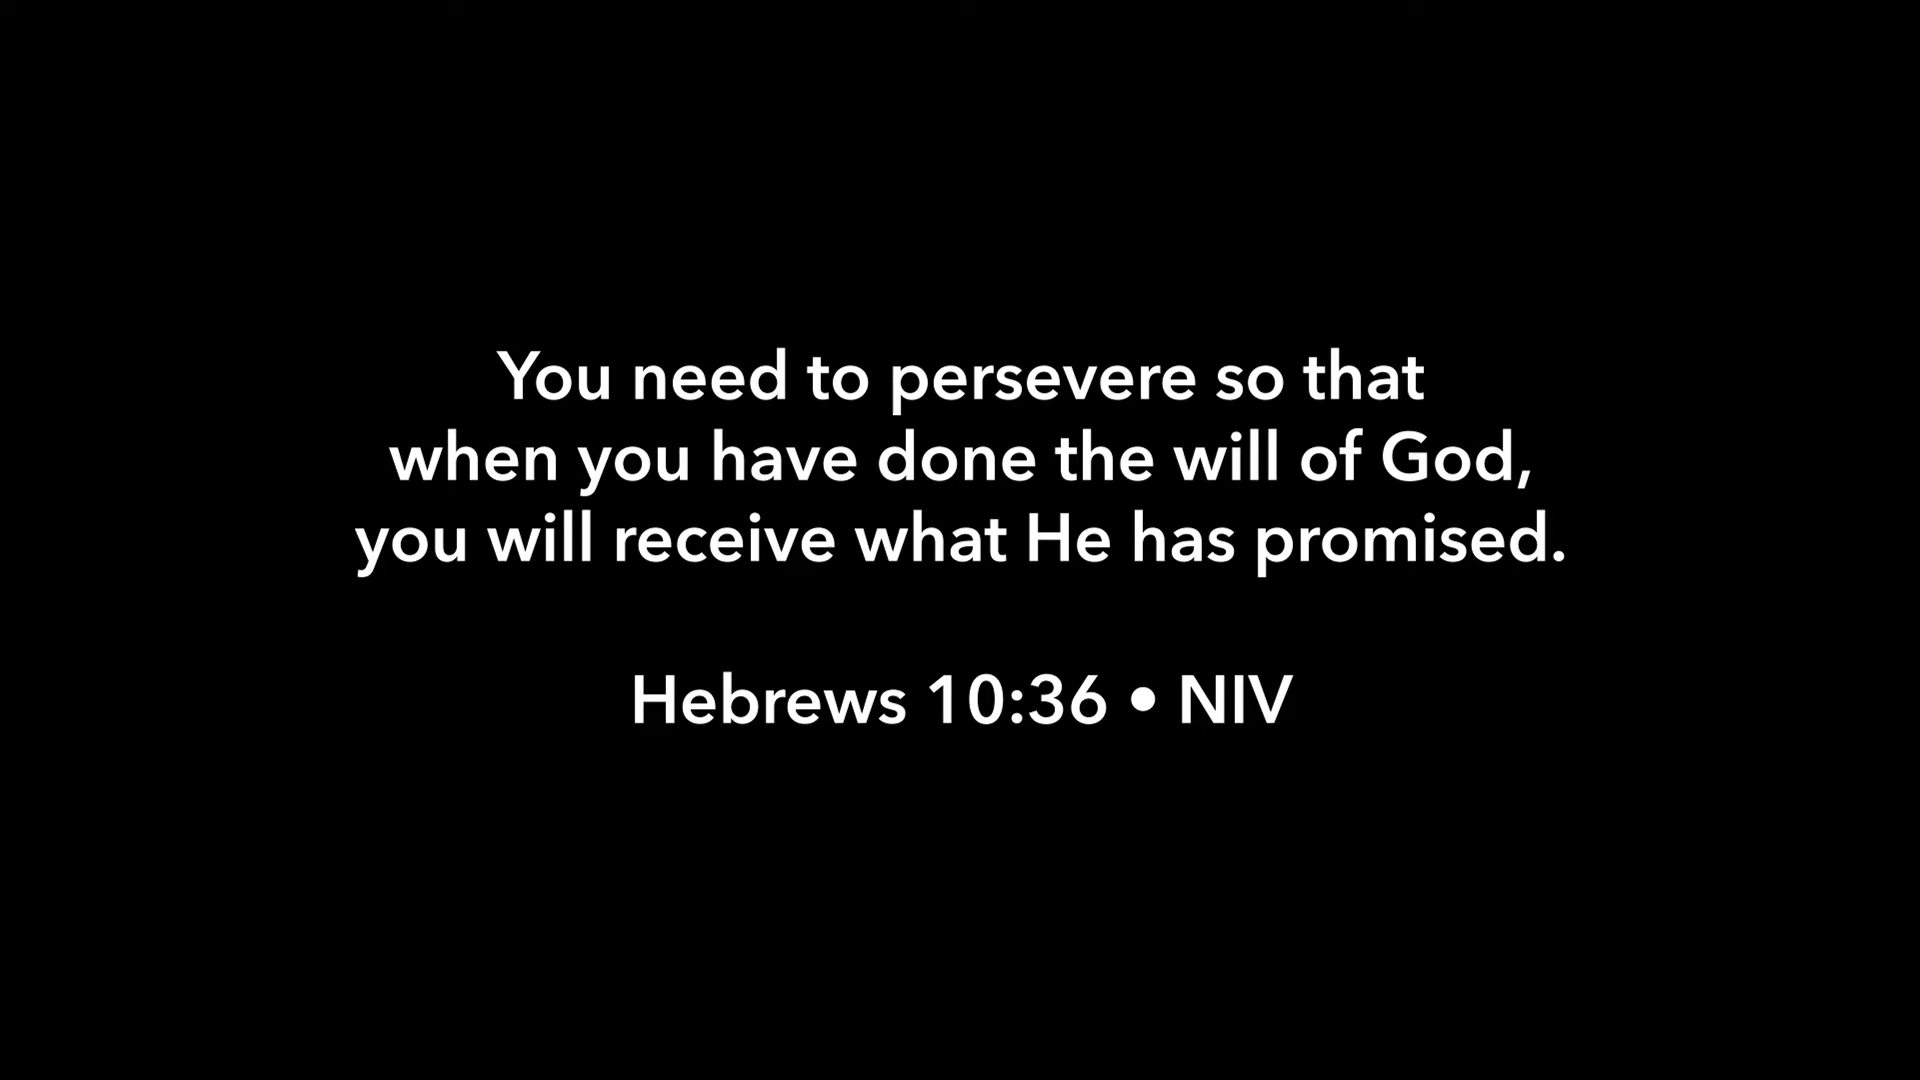 You need to persevere so that
when you have done the will of God,
you will receive what He has promised.
Hebrews 10:36 • NIV